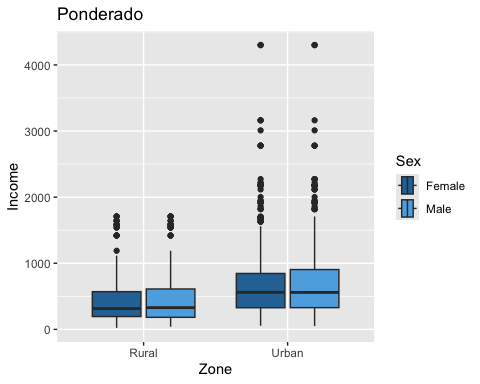 Ponderado
Income
4000
3000
2000
1000
0
Rural
Urban
Zone
Sex
Female
Male